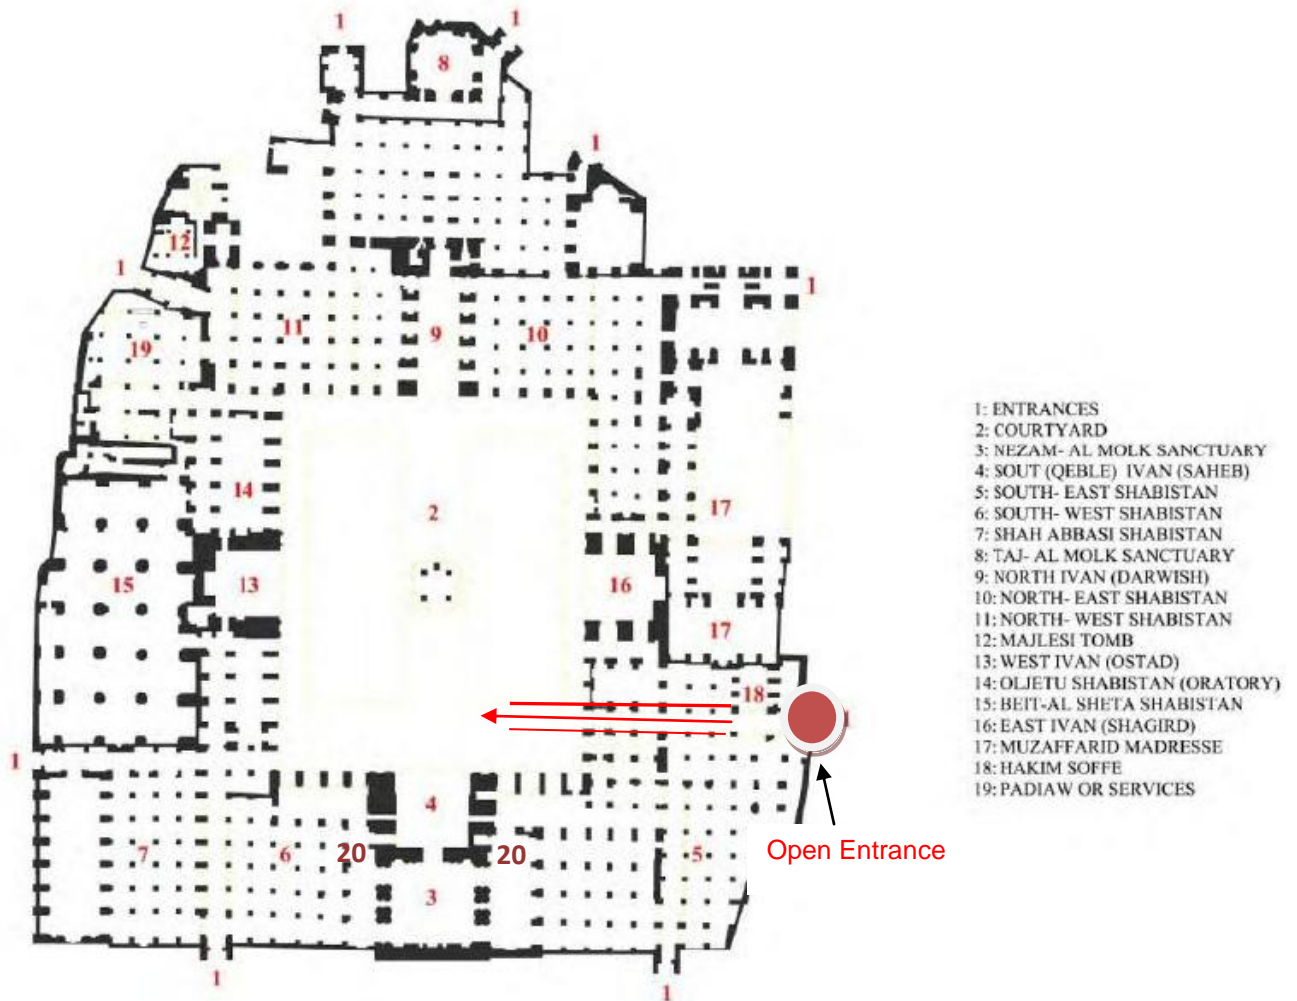 1
1
8
1
12
1
1
11
9
10
19
14
2
17
15
13
16
17
18
1
1
4
7
6
20
20
5
3
1
1
Open Entrance
1: ENTRANCES
2: COURTYARD
3: NEZAM- AL MOLK SANCTUARY
4: SOUT (QEBLE) IVAN (SAHEB)
5: SOUTH- EAST SHABISTAN
6: SOUTH- WEST SHABISTAN
7: SHAH ABBASI SHABISTAN
8: TAJ- AL MOLK SANCTUARY
9: NORTH IVAN (DARWISH)
10: NORTH- EAST SHABISTAN
11: NORTH- WEST SHABISTAN
12: MAJLESI TOMB
13: WEST IVAN (OSTAD)
14: OLJETU SHABISTAN (ORATORY)
15: BEIT-AL SHETA SHABISTAN
16: EAST IVAN (SHAGIRD)
17: MUZAFFARID MADRESSE
18: HAKIM SOFFE
19: PADIAW OR SERVICES